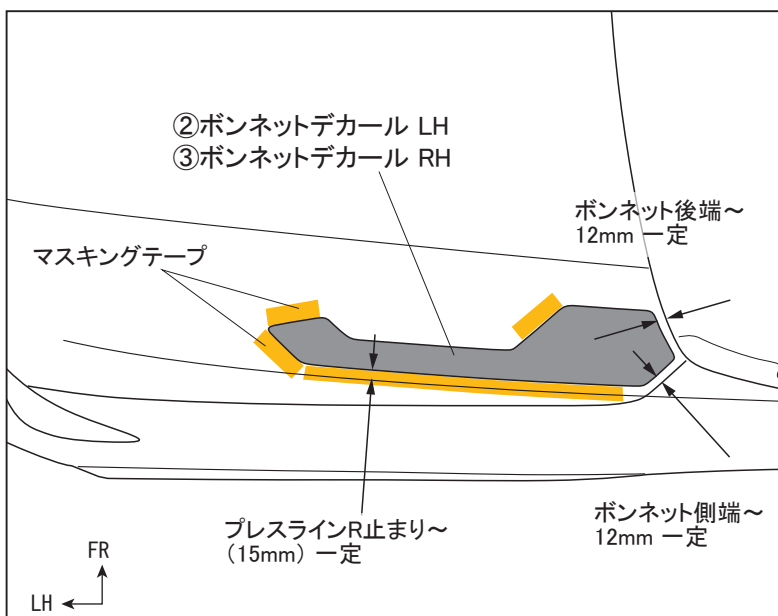 ②ボンネットデカール LH
③ボンネットデカール RH
ボンネット後端～
12mm 一定
マスキングテープ
プレスラインR止まり～
（15mm）一定
ボンネット側端～
12mm 一定
FR
LH